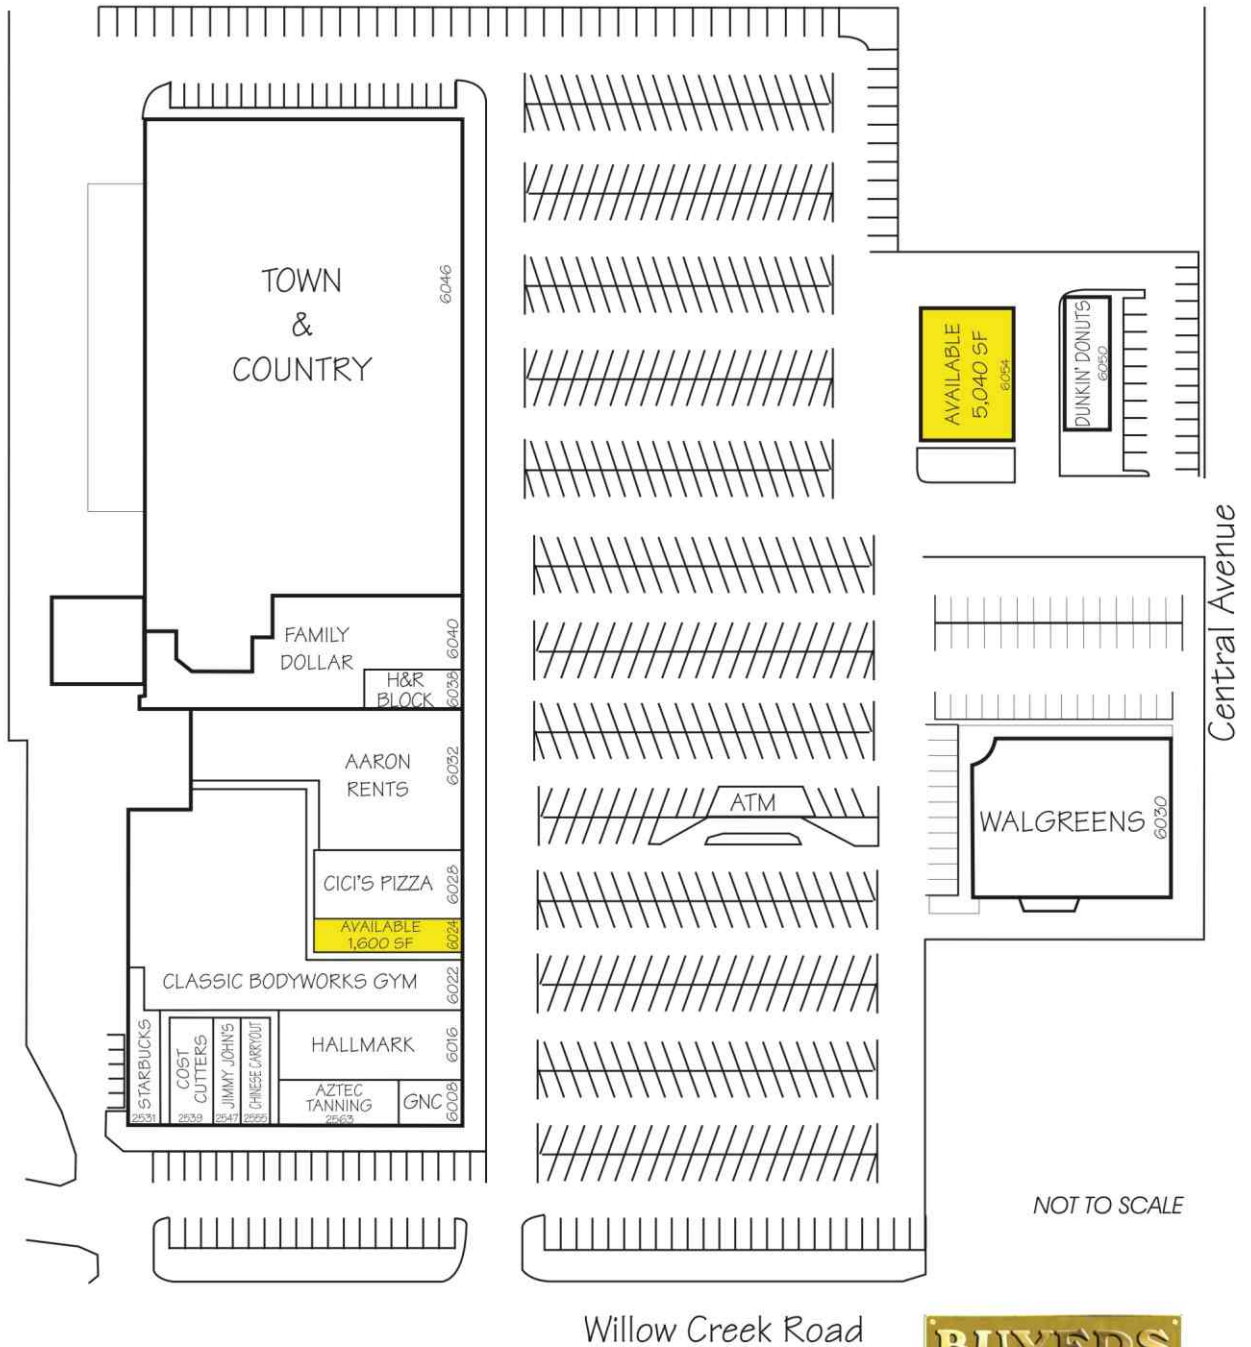 TOWN
&
COUNTRY
6046
AVAILABLE
5,040 SF
6054
DUNKIN' DONUTS
6050
FAMILY
DOLLAR
6040
H&R
BLOCK
6038
Central Avenue
AARON
RENTS
6032
ATM
WALGREENS
6030
CICI'S PIZZA
6028
AVAILABLE
1,600 SF
6024
CLASSIC BODYWORKS GYM
6022
STARBUCKS
2531
COST
CUTTERS
2539
JIMMY JOHN'S
2547
CHINESE CARRYOUT
2555
HALLMARK
6016
AZTEC
TANNING
2563
GNC
6008
NOT TO SCALE
Willow Creek Road
BUYERS